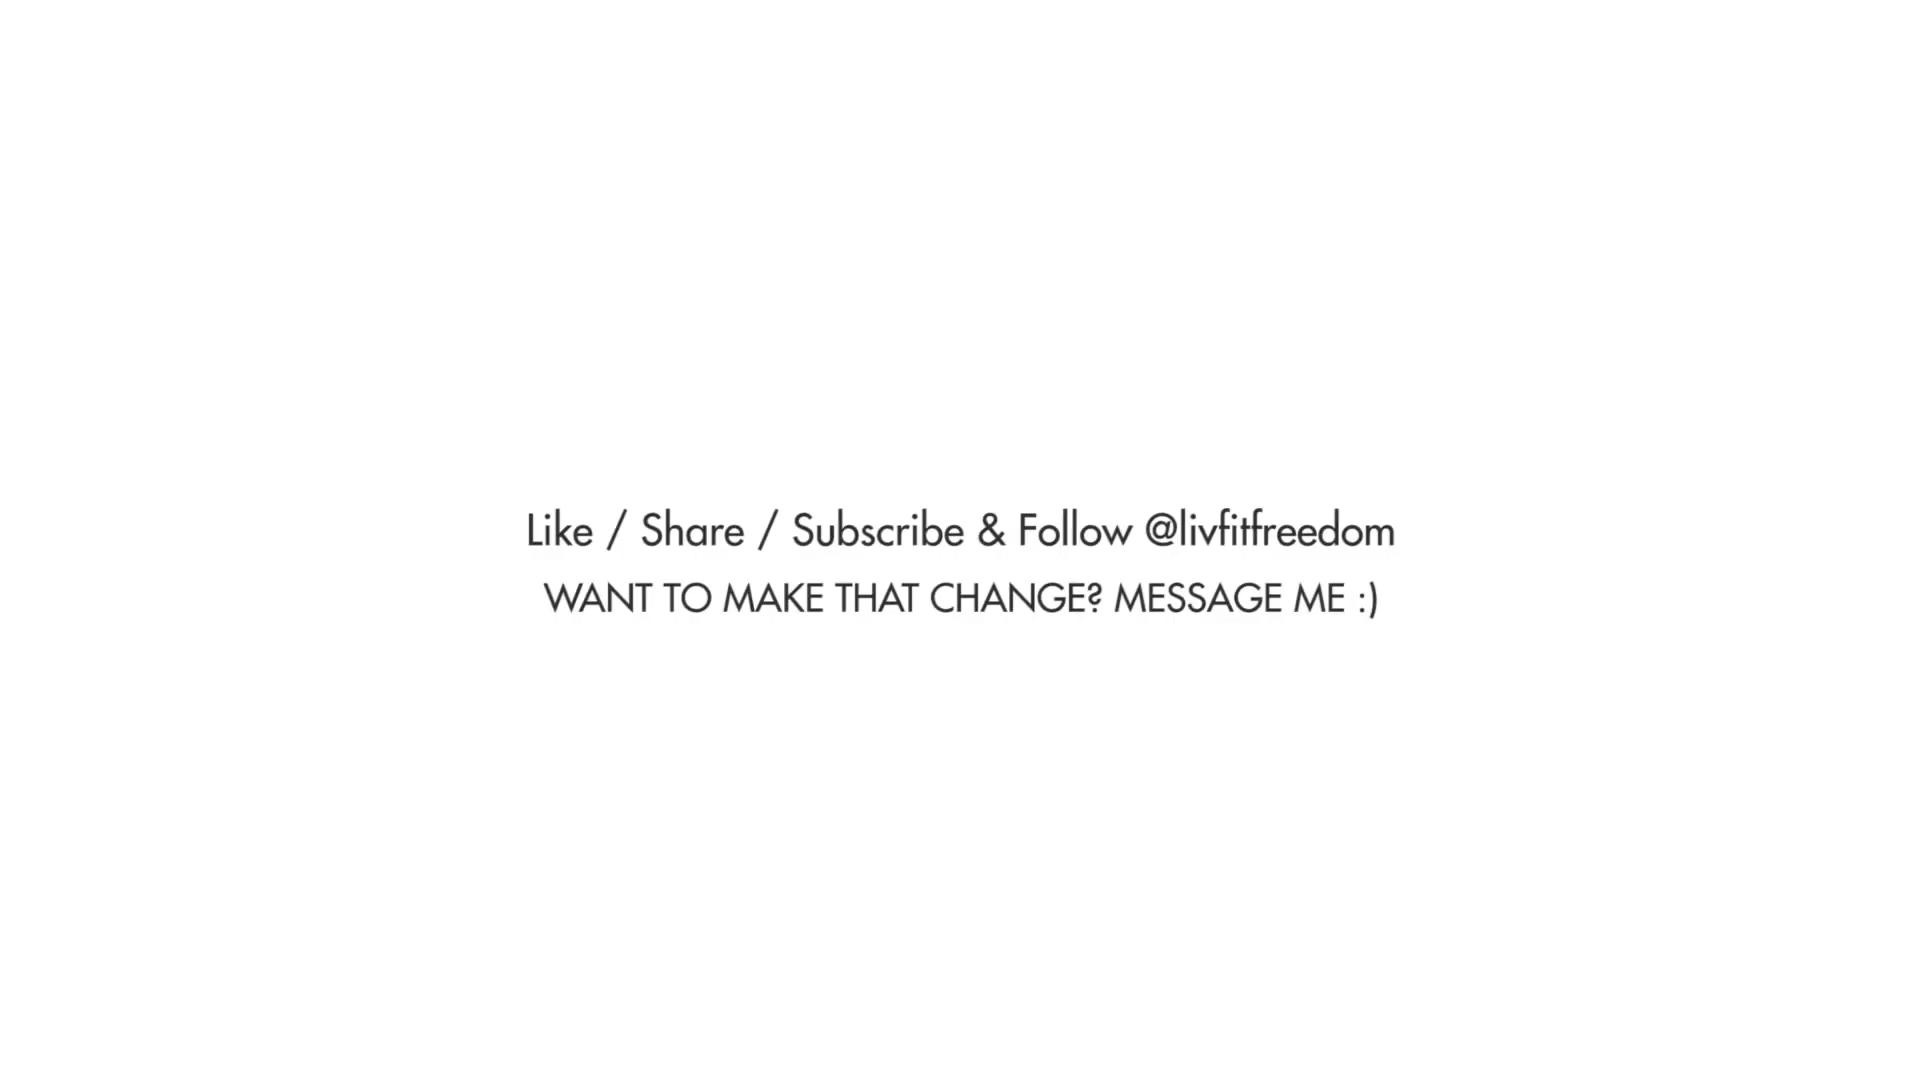 Like / Share / Subscribe & Follow @livfitfreedom
WANT TO MAKE THAT CHANGE? MESSAGE ME :)